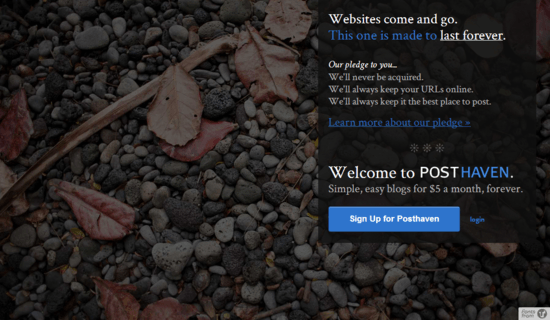 Websites come and go.
This one is made to last forever.
Our pledge to you...
We'll never be acquired.
We'll always keep your URLs online.
We'll always keep it the best place to post.
Learn more about our pledge »
Welcome to POSTHAVEN.
Simple, easy blogs for $5 a month, forever.
Sign Up for Posthaven
login